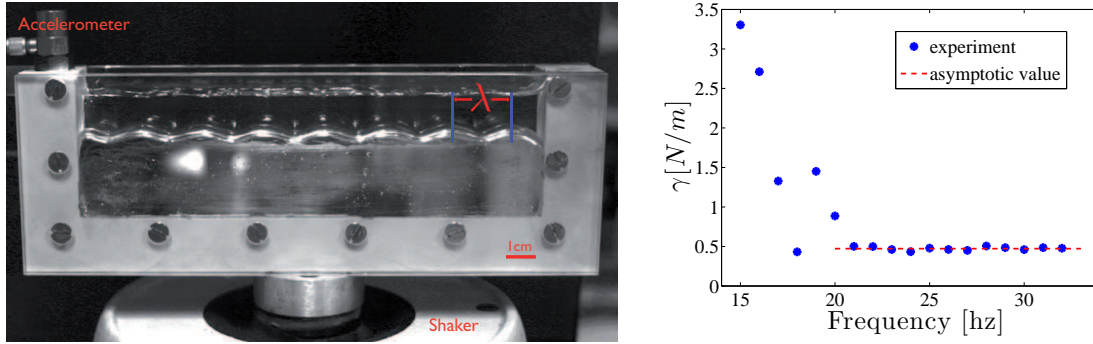 Accelerometer
λ
1cm
Shaker
3.5
3
2.5
2
1.5
1
0.5
0
γ[N/m]
experiment
asymptotic value
15
20
25
30
Frequency [hz]